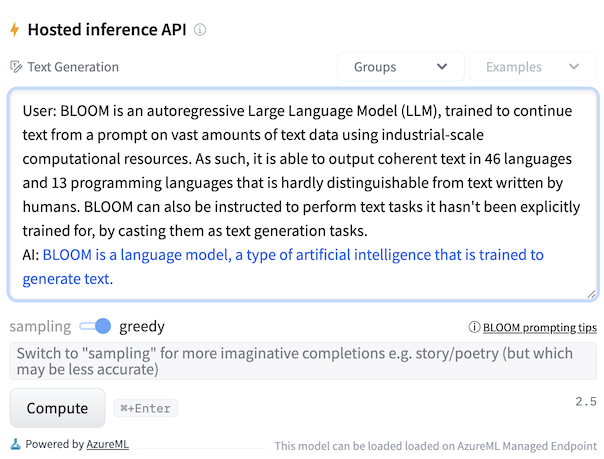 Hosted inference API
Text Generation
Groups
Examples
User: BLOOM is an autoregressive Large Language Model (LLM), trained to continue
text from a prompt on vast amounts of text data using industrial-scale
computational resources. As such, it is able to output coherent text in 46 languages
and 13 programming languages that is hardly distinguishable from text written by
humans. BLOOM can also be instructed to perform text tasks it hasn't been explicitly
trained for, by casting them as text generation tasks.
AI: BLOOM is a language model, a type of artificial intelligence that is trained to
generate text.
sampling greedy
BLOOM prompting tips
Switch to "sampling" for more imaginative completions e.g. story/poetry (but which
may be less accurate)
Compute
⌘+Enter
2.5
Powered by AzureML
This model can be loaded loaded on AzureML Managed Endpoint